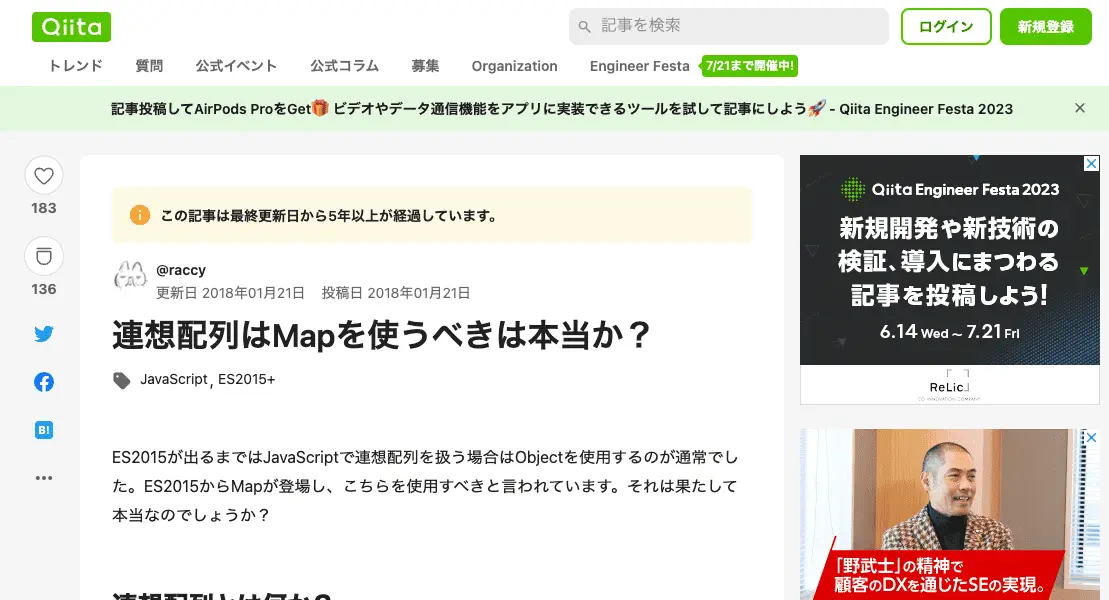 Qiita
記事を検索
ログイン
新規登録
トレンド 質問 公式イベント 公式コラム 募集 Organization Engineer Festa 7/21まで開催中!
記事投稿してAirPods ProをGet🎁 ビデオやデータ通信機能をアプリに実装できるツールを試して記事にしよう🚀 - Qiita Engineer Festa 2023
183
136
B!
この記事は最終更新日から5年以上が経過しています。
@raccy
更新日 2018年01月21日 投稿日 2018年01月21日
連想配列はMapを使うべきは本当か？
JavaScript, ES2015+
ES2015が出るまではJavaScriptで連想配列を扱う場合はObjectを使用するのが通常でし
た。ES2015からMapが登場し、こちらを使用すべきと言われています。それは果たして
本当なのでしょうか？
連想配列とは何か？
Qiita Engineer Festa 2023
新規開発や新技術の
検証、導入にまつわる
記事を投稿しよう!
6.14 Wed ~ 7.21 Fri
ReLic
CO-INNOVATION COMPANY
「野武士」の精神で
顧客のDXを通じたSEの実現。